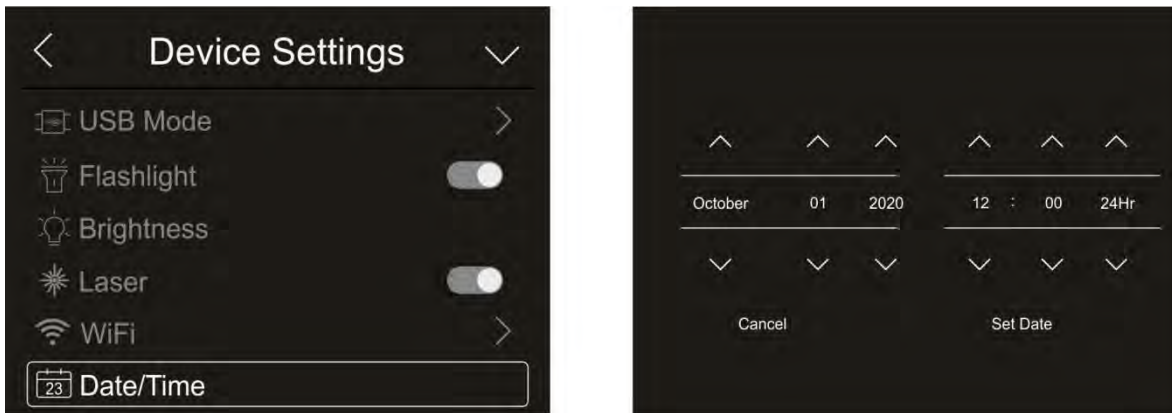 Device Settings
USB Mode
Flashlight
Brightness
Laser
WiFi
23 Date/Time
October 01 2020 12 : 00 24Hr
Cancel Set Date